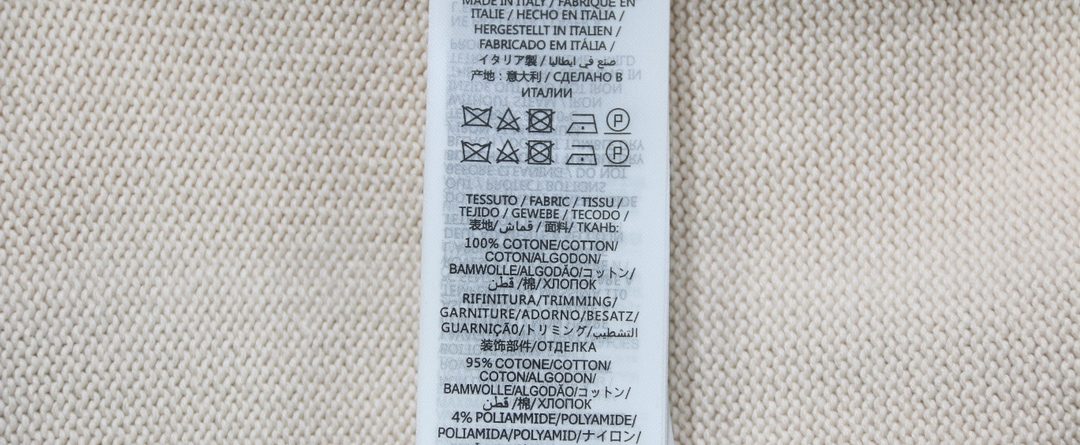 MADE IN ITALY / FABRIQUÉ EN
ITALIE / HECHO EN ITALIA /
HERGESTELLT IN ITALIEN /
FABRICADO EM ITÁLIA /
イタリア製 / صنع في ايطاليا /
产地 : 意大利 / СДЕЛАНО В
ИТАЛИИ
P
P
TESSUTO / FABRIC / TISSU /
TEJIDO / GEWEBE / TECODO /
表地/قماش / 面料/ ТКАНЬ:
100% COTONE/COTTON/
COTON/ALGODON/
BAMWOLLE/ALGODÃO/コットン/
قطن /棉/ХЛОПОК
RIFINITURA/TRIMMING/
GARNITURE/ADORNO/BESATZ/
GUARNIÇÃ0/トリミング/التشطيب/
装饰部件/ОТДЕЛКА
95% COTONE/COTTON/
COTON/ALGODON/
BAMWOLLE/ALGODÃO/コットン/
قطن /棉/ХЛОПОК
4% POLIAMMIDE/POLYAMIDE/
POLIAMIDA/POLYAMID/ナイロン/